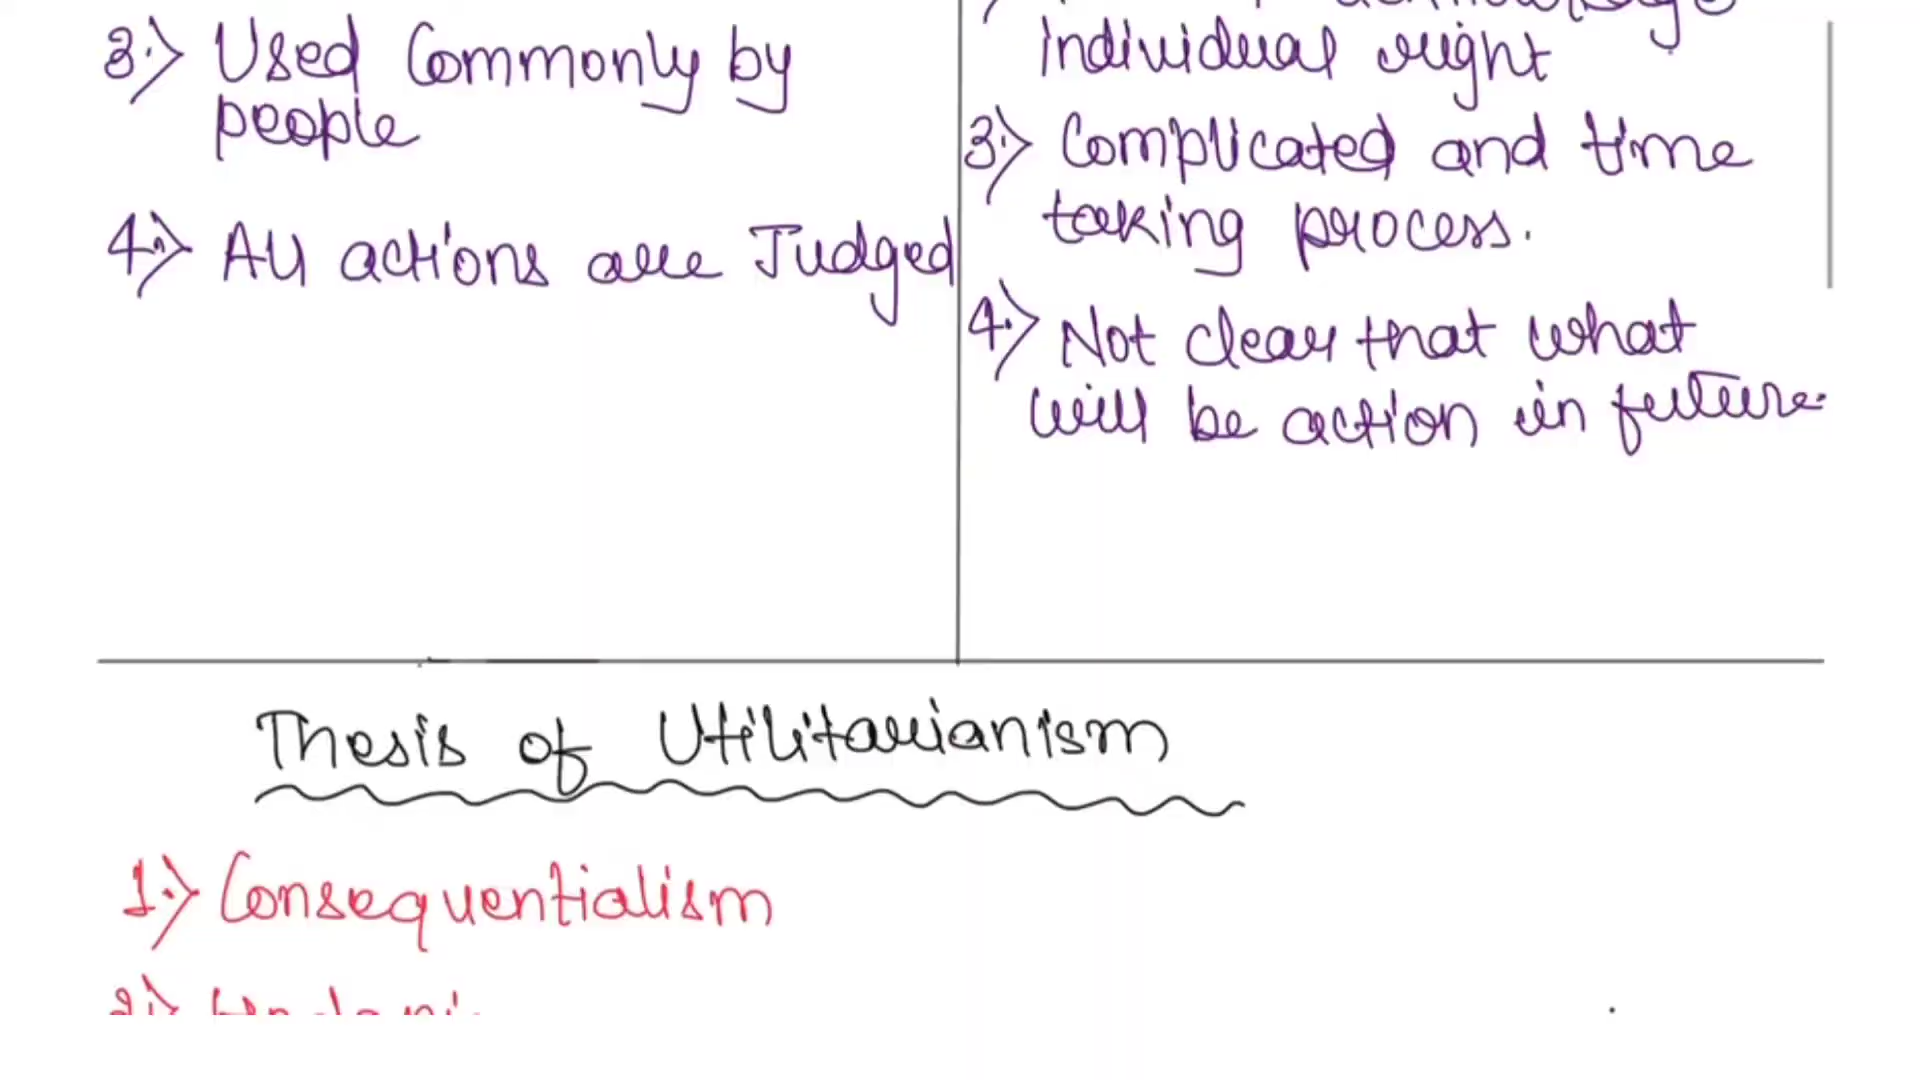 3.) Used Commonly by
people
4.) All actions are Judged
individual right
3.) Complicated and time
taking process.
4.) Not clear that what
will be action in future.
Thesis of Utilitarianism
1.) Consequentialism
2.)